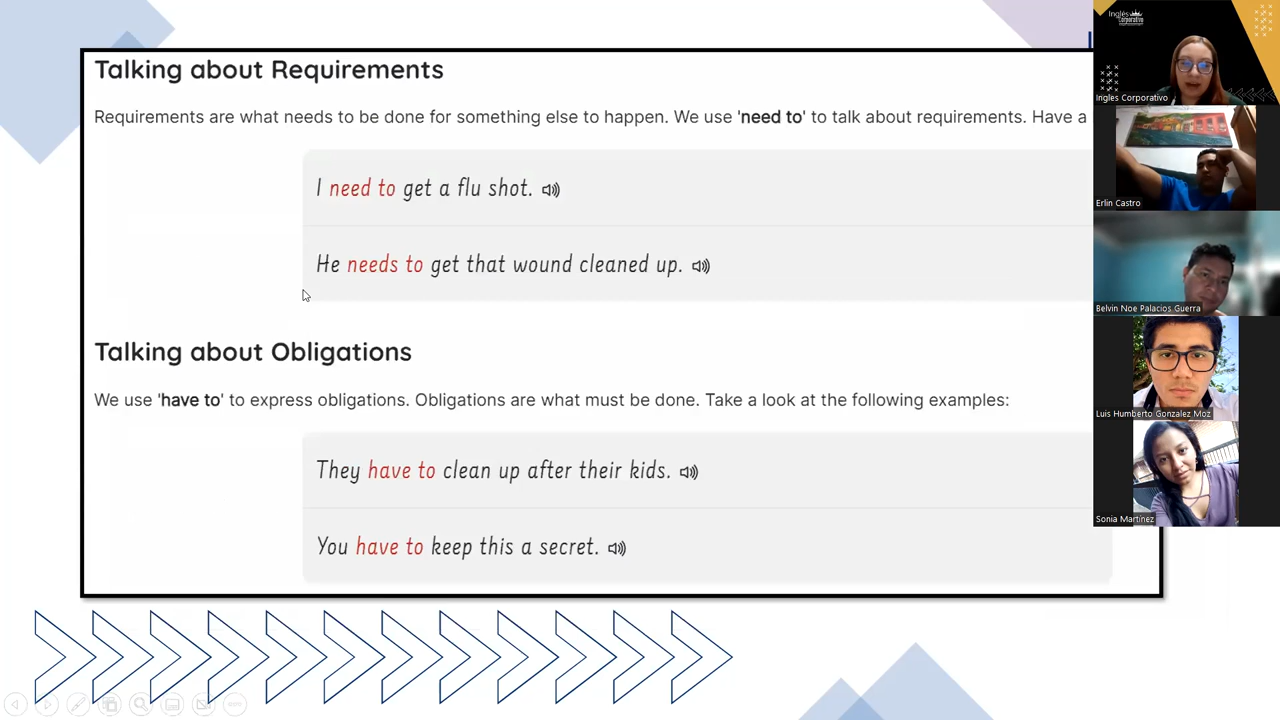 Talking about Requirements
Requirements are what needs to be done for something else to happen. We use 'need to' to talk about requirements. Have a
I need to get a flu shot.
He needs to get that wound cleaned up.
Talking about Obligations
We use 'have to' to express obligations. Obligations are what must be done. Take a look at the following examples:
They have to clean up after their kids.
You have to keep this a secret.
Inglés
Corporativo
Ingles Corporativo
Erlin Castro
Belvin Noe Palacios Guerra
Luis Humberto Gonzalez Moz
Sonia Martínez